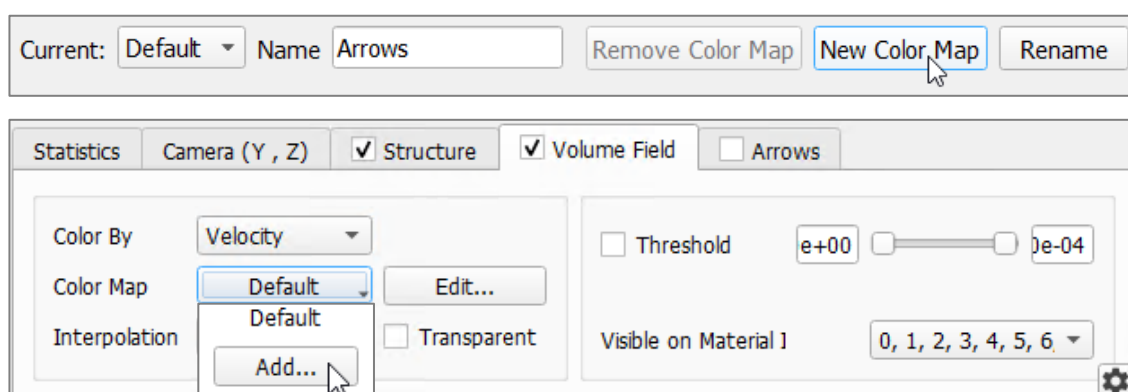 Current: Default Name Arrows Remove Color Map New Color Map Rename
Statistics Camera (Y , Z) Structure Volume Field Arrows
Color By Velocity Threshold e+00 0e-04
Color Map Default Edit...
Default
Interpolation Transparent Visible on Material I 0, 1, 2, 3, 4, 5, 6,
Add...